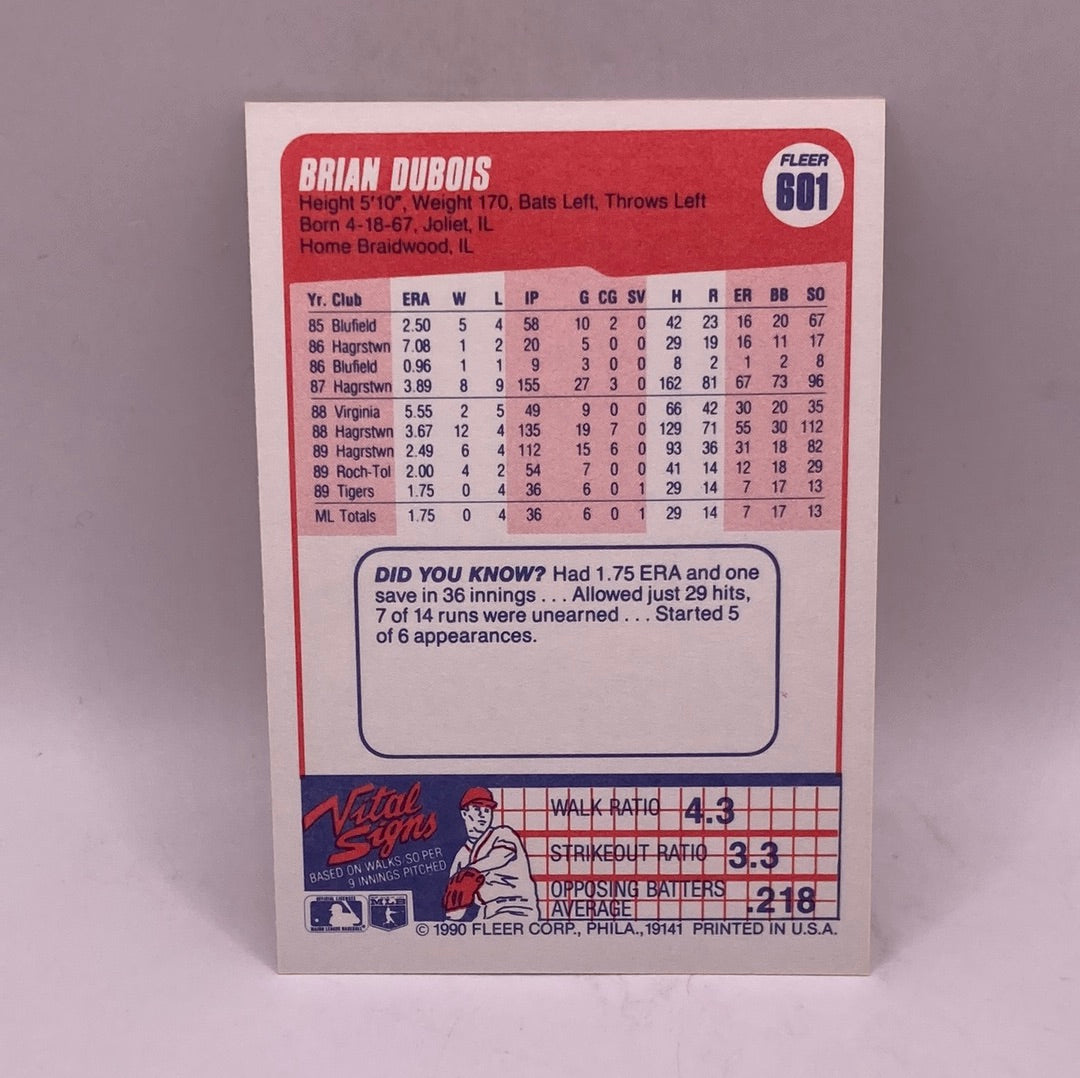 BRIAN DUBOIS
FLEER
601
Height 5'10", Weight 170, Bats Left, Throws Left
Born 4-18-67, Joliet, IL
Home Braidwood, IL
Yr. Club ERA W L IP G CG SV H R ER BB SO
85 Blufield 2.50 5 4 58 10 2 0 42 23 16 20 67
86 Hagrstwn 7.08 1 2 20 5 0 0 29 19 16 11 17
86 Blufield 0.96 1 1 9 3 0 0 8 2 1 2 8
87 Hagrstwn 3.89 8 9 155 27 3 0 162 81 67 73 96
88 Virginia 5.55 2 5 49 9 0 0 66 42 30 20 35
88 Hagrstwn 3.67 12 4 135 19 7 0 129 71 55 30 112
89 Hagrstwn 2.49 6 4 112 15 6 0 93 36 31 18 82
89 Roch-Tol 2.00 4 2 54 7 0 0 41 14 12 18 29
89 Tigers 1.75 0 4 36 6 0 1 29 14 7 17 13
ML Totals 1.75 0 4 36 6 0 1 29 14 7 17 13
DID YOU KNOW? Had 1.75 ERA and one
save in 36 innings . . . Allowed just 29 hits,
7 of 14 runs were unearned . . . Started 5
of 6 appearances.
Vital
Signs
BASED ON WALKS/SO PER
9 INNINGS PITCHED
WALK RATIO 4.3
STRIKEOUT RATIO 3.3
OPPOSING BATTERS
AVERAGE .218
© 1990 FLEER CORP., PHILA., 19141 PRINTED IN U.S.A.